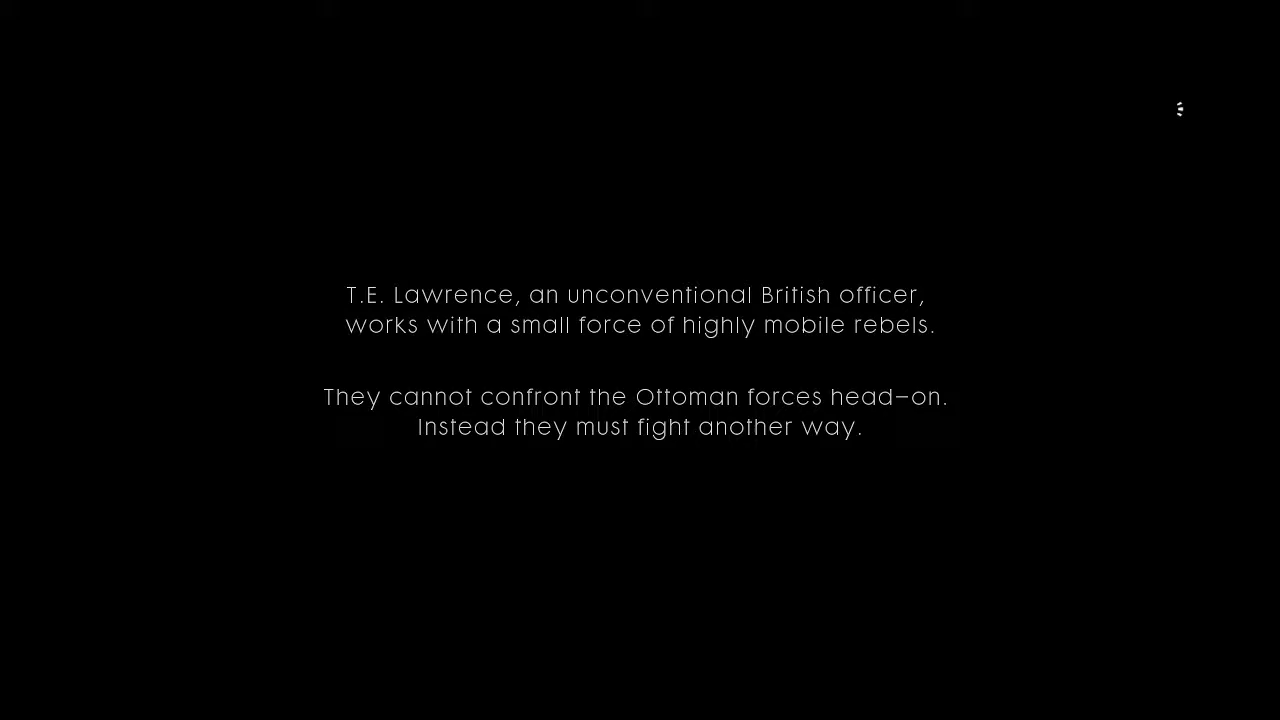 T.E. Lawrence, an unconventional British officer,
works with a small force of highly mobile rebels.
They cannot confront the Ottoman forces head-on.
Instead they must fight another way.